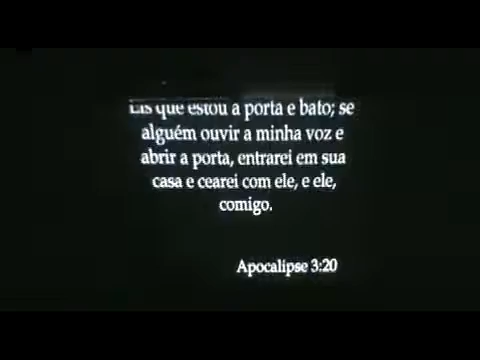 Eis que estou a porta e bato; se
alguém ouvir a minha voz e
abrir a porta, entrarei em sua
casa e cearei com ele, e ele,
comigo.
Apocalipse 3:20